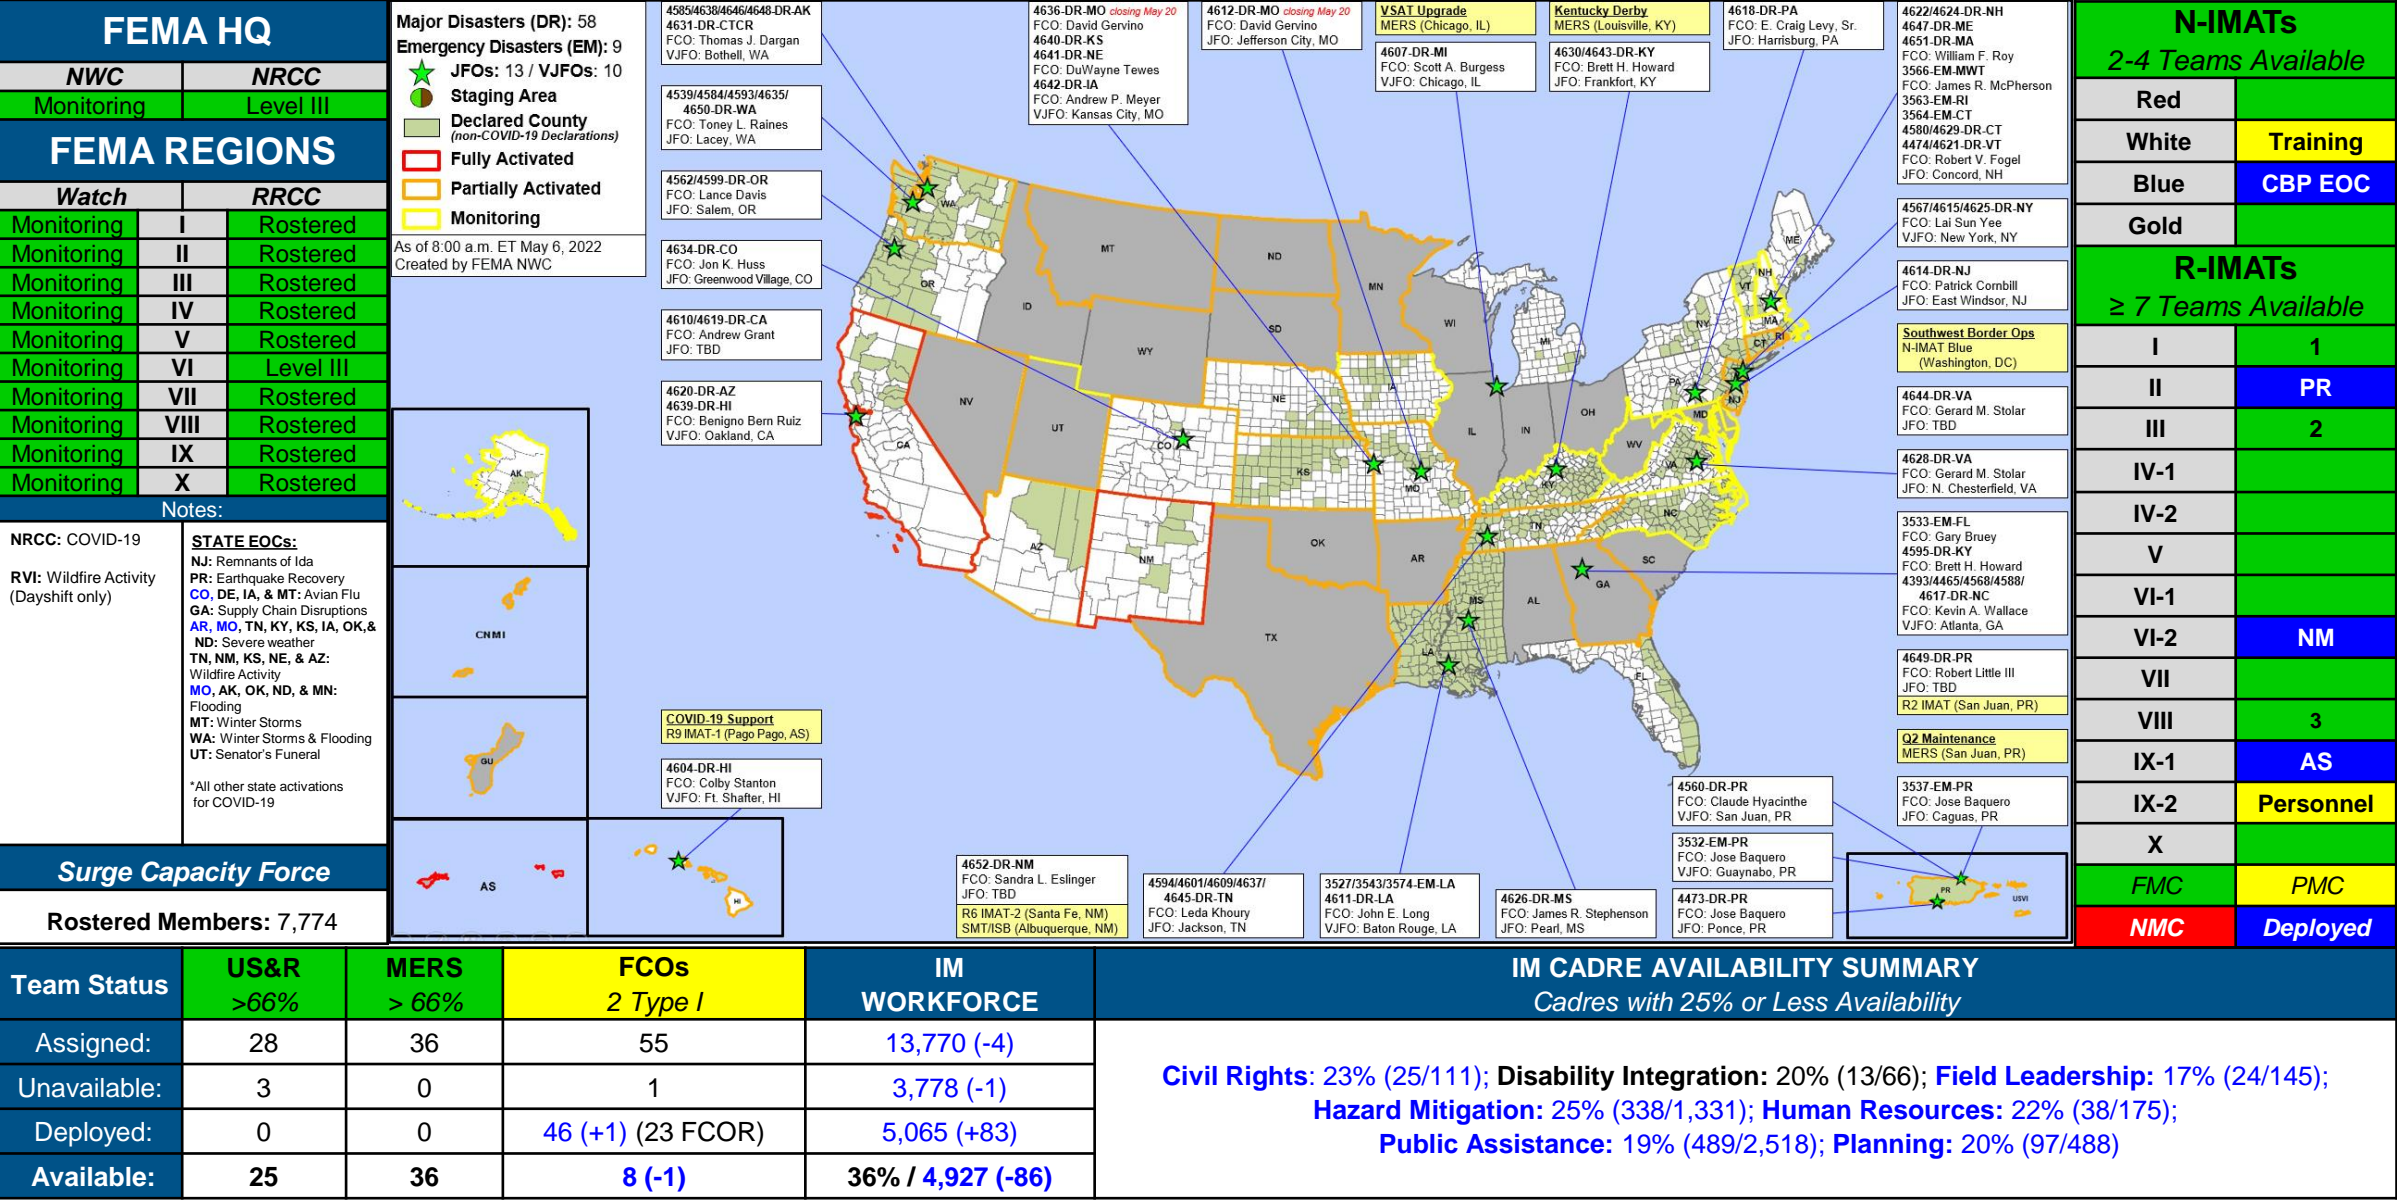 FEMA HQ
NWC NRCC
Monitoring Level III
FEMA REGIONS
Watch RRCC
Monitoring I Rostered
Monitoring II Rostered
Monitoring III Rostered
Monitoring IV Rostered
Monitoring V Rostered
Monitoring VI Level III
Monitoring VII Rostered
Monitoring VIII Rostered
Monitoring IX Rostered
Monitoring X Rostered
Notes:
NRCC: COVID-19
RVI: Wildfire Activity
(Dayshift only)
STATE EOCs:
NJ: Remnants of Ida
PR: Earthquake Recovery
CO, DE, IA, & MT: Avian Flu
GA: Supply Chain Disruptions
AR, MO, TN, KY, KS, IA, OK,&
ND: Severe weather
TN, NM, KS, NE, & AZ:
Wildfire Activity
MO, AK, OK, ND, & MN:
Flooding
MT: Winter Storms
WA: Winter Storms & Flooding
UT: Senator's Funeral
*All other state activations
for COVID-19
Surge Capacity Force
Rostered Members: 7,774
Major Disasters (DR): 58
Emergency Disasters (EM): 9
JFOs: 13 / VJFOs: 10
Staging Area
Declared County
(non-COVID-19 Declarations)
Fully Activated
Partially Activated
Monitoring
As of 8:00 a.m. ET May 6, 2022
Created by FEMA NWC
4585/4638/4646/4648-DR-AK
4631-DR-CTCR
FCO: Thomas J. Dargan
VJFO: Bothell, WA
4539/4584/4593/4635/
4650-DR-WA
FCO: Toney L. Raines
JFO: Lacey, WA
4562/4599-DR-OR
FCO: Lance Davis
JFO: Salem, OR
4634-DR-CO
FCO: Jon K. Huss
JFO: Greenwood Village, CO
4610/4619-DR-CA
FCO: Andrew Grant
JFO: TBD
4620-DR-AZ
4639-DR-HI
FCO: Benigno Bern Ruiz
VJFO: Oakland, CA
COVID-19 Support
R9 IMAT-1 (Pago Pago, AS)
4604-DR-HI
FCO: Colby Stanton
VJFO: Ft. Shafter, HI
4636-DR-MO closing May 20
FCO: David Gervino
4640-DR-KS
4641-DR-NE
FCO: DuWayne Tewes
4642-DR-IA
FCO: Andrew P. Meyer
VJFO: Kansas City, MO
4612-DR-MO closing May 20
FCO: David Gervino
JFO: Jefferson City, MO
VSAT Upgrade
MERS (Chicago, IL)
4607-DR-MI
FCO: Scott A. Burgess
VJFO: Chicago, IL
Kentucky Derby
MERS (Louisville, KY)
4630/4643-DR-KY
FCO: Brett H. Howard
JFO: Frankfort, KY
4618-DR-PA
FCO: E. Craig Levy, Sr.
JFO: Harrisburg, PA
4622/4624-DR-NH
4647-DR-ME
4651-DR-MA
FCO: William F. Roy
3566-EM-MWT
FCO: James R. McPherson
3563-EM-RI
3564-EM-CT
4580/4629-DR-CT
4474/4621-DR-VT
FCO: Robert V. Fogel
JFO: Concord, NH
4567/4615/4625-DR-NY
FCO: Lai Sun Yee
VJFO: New York, NY
4614-DR-NJ
FCO: Patrick Cornbill
JFO: East Windsor, NJ
Southwest Border Ops
N-IMAT Blue
(Washington, DC)
4644-DR-VA
FCO: Gerard M. Stolar
JFO: TBD
4628-DR-VA
FCO: Gerard M. Stolar
JFO: N. Chesterfield, VA
3533-EM-FL
FCO: Gary Bruey
4595-DR-KY
FCO: Brett H. Howard
4393/4465/4568/4588/
4617-DR-NC
FCO: Kevin A. Wallace
VJFO: Atlanta, GA
4649-DR-PR
FCO: Robert Little III
JFO: TBD
R2 IMAT (San Juan, PR)
Q2 Maintenance
MERS (San Juan, PR)
4560-DR-PR
FCO: Claude Hyacinthe
VJFO: San Juan, PR
3537-EM-PR
FCO: Jose Baquero
JFO: Caguas, PR
3532-EM-PR
FCO: Jose Baquero
VJFO: Guaynabo, PR
4473-DR-PR
FCO: Jose Baquero
JFO: Ponce, PR
4652-DR-NM
FCO: Sandra L. Eslinger
JFO: TBD
R6 IMAT-2 (Santa Fe, NM)
SMT/ISB (Albuquerque, NM)
4594/4601/4609/4637/
4645-DR-TN
FCO: Leda Khoury
JFO: Jackson, TN
3527/3543/3574-EM-LA
4611-DR-LA
FCO: John E. Long
VJFO: Baton Rouge, LA
4626-DR-MS
FCO: James R. Stephenson
JFO: Pearl, MS
WA
OR
CA
NV
ID
MT
WY
UT
AZ
CO
NM
ND
SD
NE
KS
OK
TX
MN
IA
MO
AR
LA
WI
IL
IN
MI
OH
KY
TN
MS
AL
GA
FL
SC
NC
VA
WV
MD
PA
NJ
NY
CT
RI
MA
VT
NH
ME
AK
CNMI
GU
AS
HI
PR
USVI
N-IMATs
2-4 Teams Available
Red
White Training
Blue CBP EOC
Gold
R-IMATs
≥ 7 Teams Available
I 1
II PR
III 2
IV-1
IV-2
V
VI-1
VI-2 NM
VII
VIII 3
IX-1 AS
IX-2 Personnel
X
FMC PMC
NMC Deployed
Team Status
US&R
>66%
MERS
> 66%
FCOs
2 Type I
IM
WORKFORCE
Assigned: 28 36 55 13,770 (-4)
Unavailable: 3 0 1 3,778 (-1)
Deployed: 0 0 46 (+1) (23 FCOR) 5,065 (+83)
Available: 25 36 8 (-1) 36% / 4,927 (-86)
IM CADRE AVAILABILITY SUMMARY
Cadres with 25% or Less Availability
Civil Rights: 23% (25/111); Disability Integration: 20% (13/66); Field Leadership: 17% (24/145);
Hazard Mitigation: 25% (338/1,331); Human Resources: 22% (38/175);
Public Assistance: 19% (489/2,518); Planning: 20% (97/488)